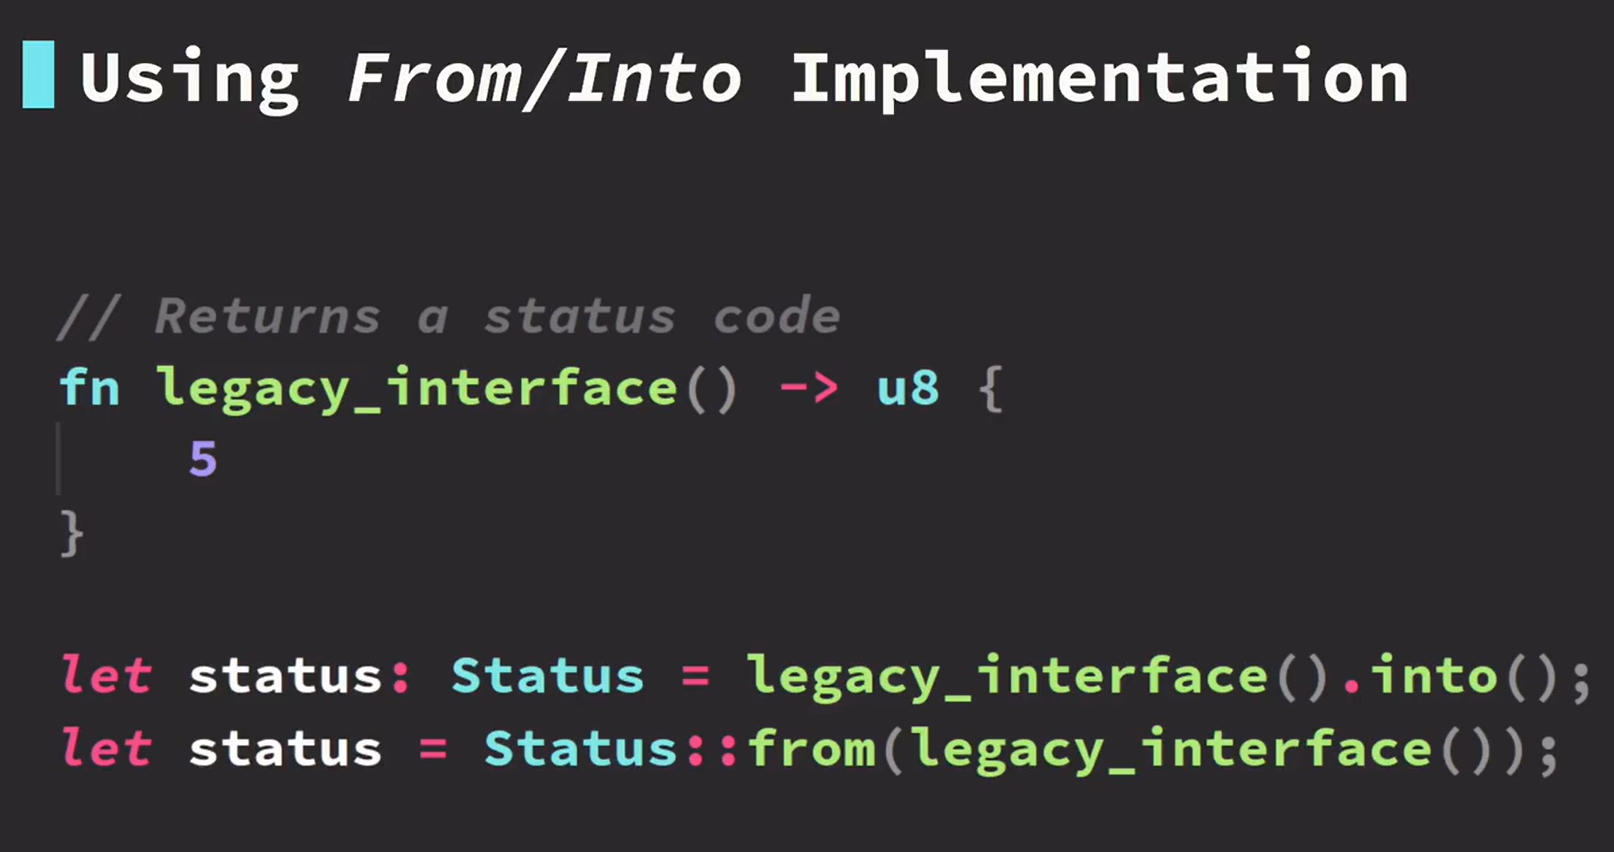 Using From/Into Implementation
// Returns a status code
fn legacy_interface() -> u8 {
    5
}
let status: Status = legacy_interface().into();
let status = Status::from(legacy_interface());